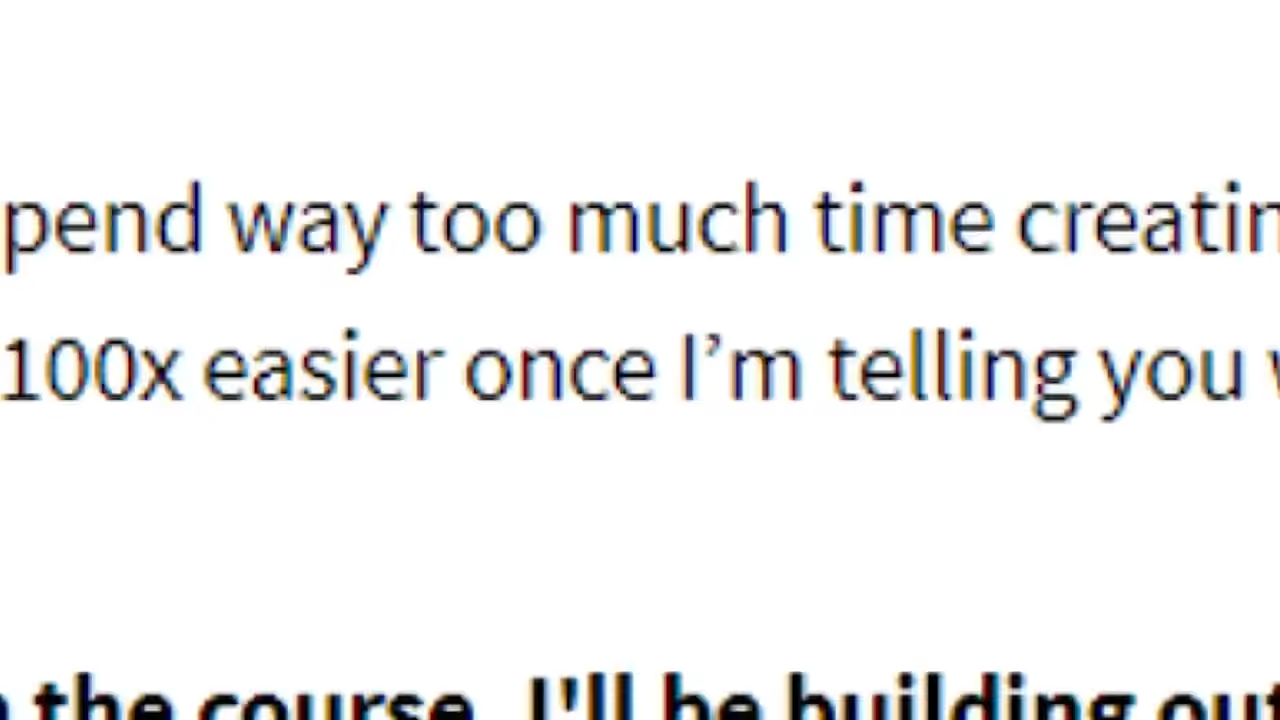 pend way too much time creatin
100x easier once I’m telling you
the course, I'll be building out